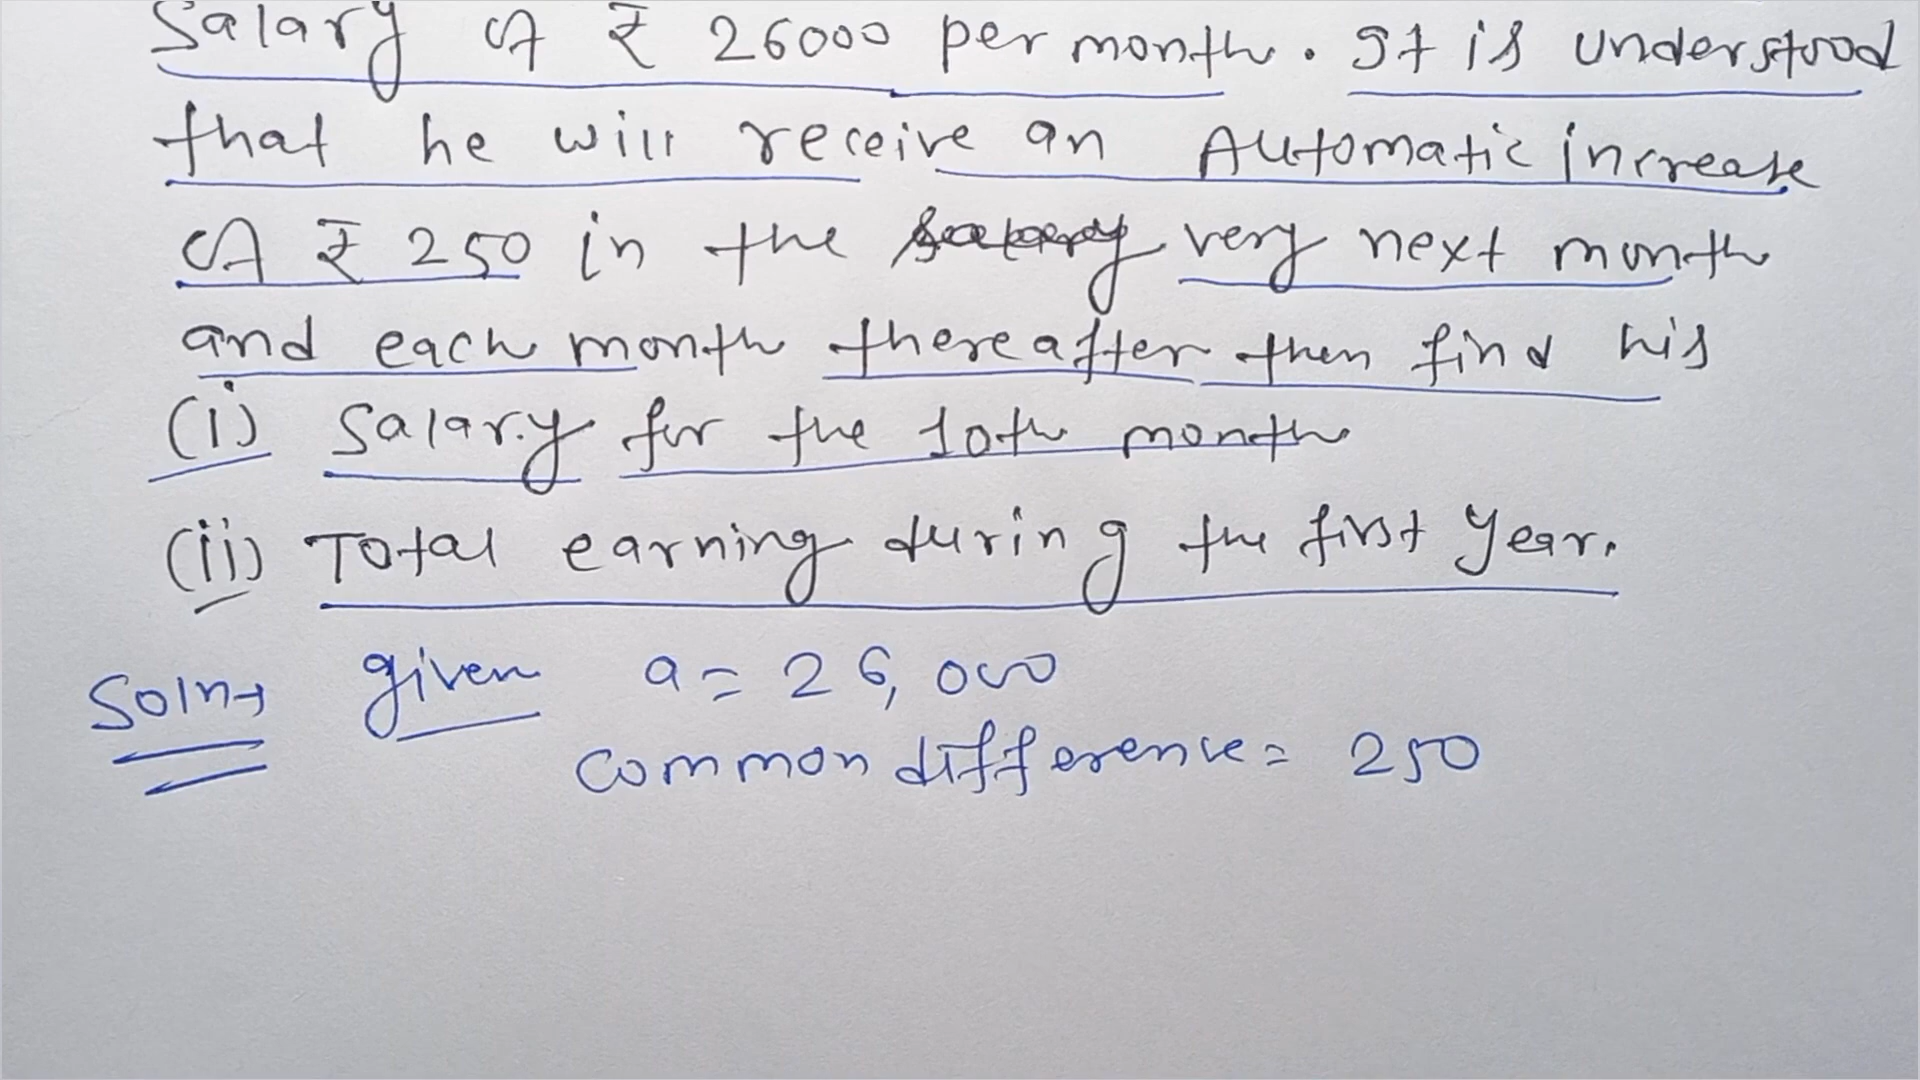 Salary of ₹ 26000 per month. It is understood
that he will receive an Automatic increase
of ₹ 250 in the very next month
and each month thereafter then find his
(i) Salary for the 10th month
(ii) Total earning during the first year.
Soln→ given a = 26,000
common difference = 250